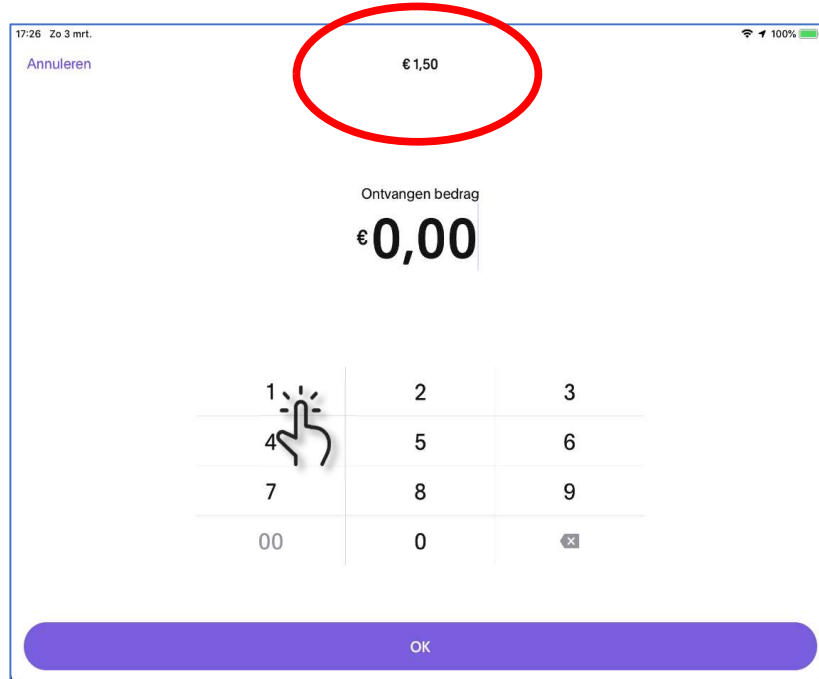 17:26 Zo 3 mrt.
100%
Annuleren
€ 1,50
Ontvangen bedrag
€ 0,00
1 2 3
4 5 6
7 8 9
00 0
OK